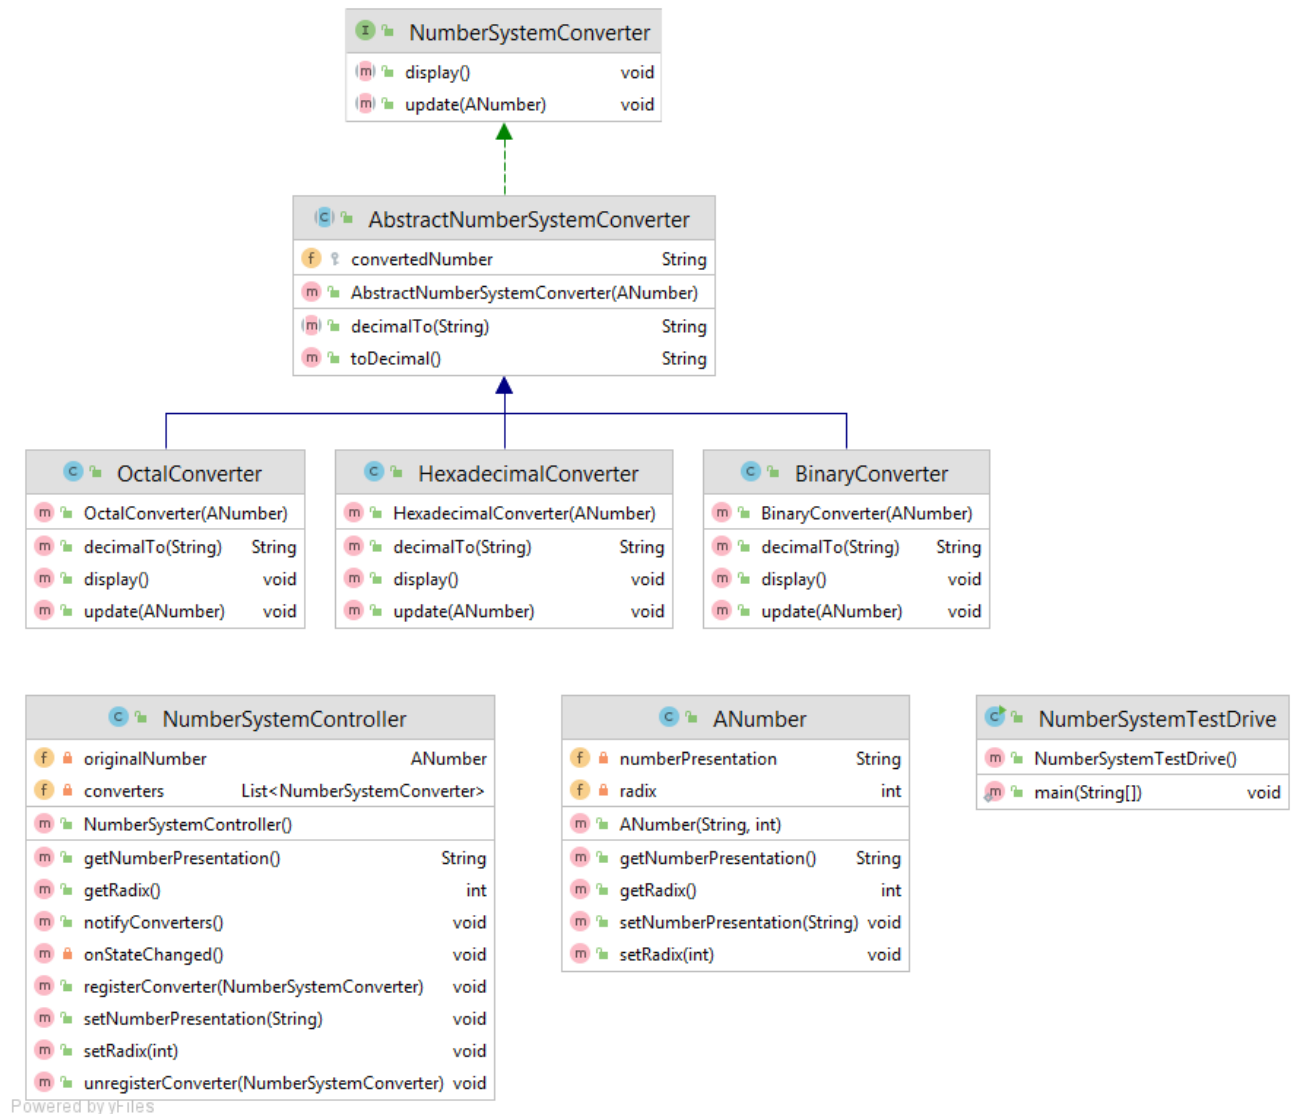 NumberSystemConverter
display() void
update(ANumber) void
AbstractNumberSystemConverter
convertedNumber String
AbstractNumberSystemConverter(ANumber)
decimalTo(String) String
toDecimal() String
OctalConverter
OctalConverter(ANumber)
decimalTo(String) String
display() void
update(ANumber) void
HexadecimalConverter
HexadecimalConverter(ANumber)
decimalTo(String) String
display() void
update(ANumber) void
BinaryConverter
BinaryConverter(ANumber)
decimalTo(String) String
display() void
update(ANumber) void
NumberSystemController
originalNumber ANumber
converters List<NumberSystemConverter>
NumberSystemController()
getNumberPresentation() String
getRadix() int
notifyConverters() void
onStateChanged() void
registerConverter(NumberSystemConverter) void
setNumberPresentation(String) void
setRadix(int) void
unregisterConverter(NumberSystemConverter) void
ANumber
numberPresentation String
radix int
ANumber(String, int)
getNumberPresentation() String
getRadix() int
setNumberPresentation(String) void
setRadix(int) void
NumberSystemTestDrive
NumberSystemTestDrive()
main(String[]) void
Powered by yFiles